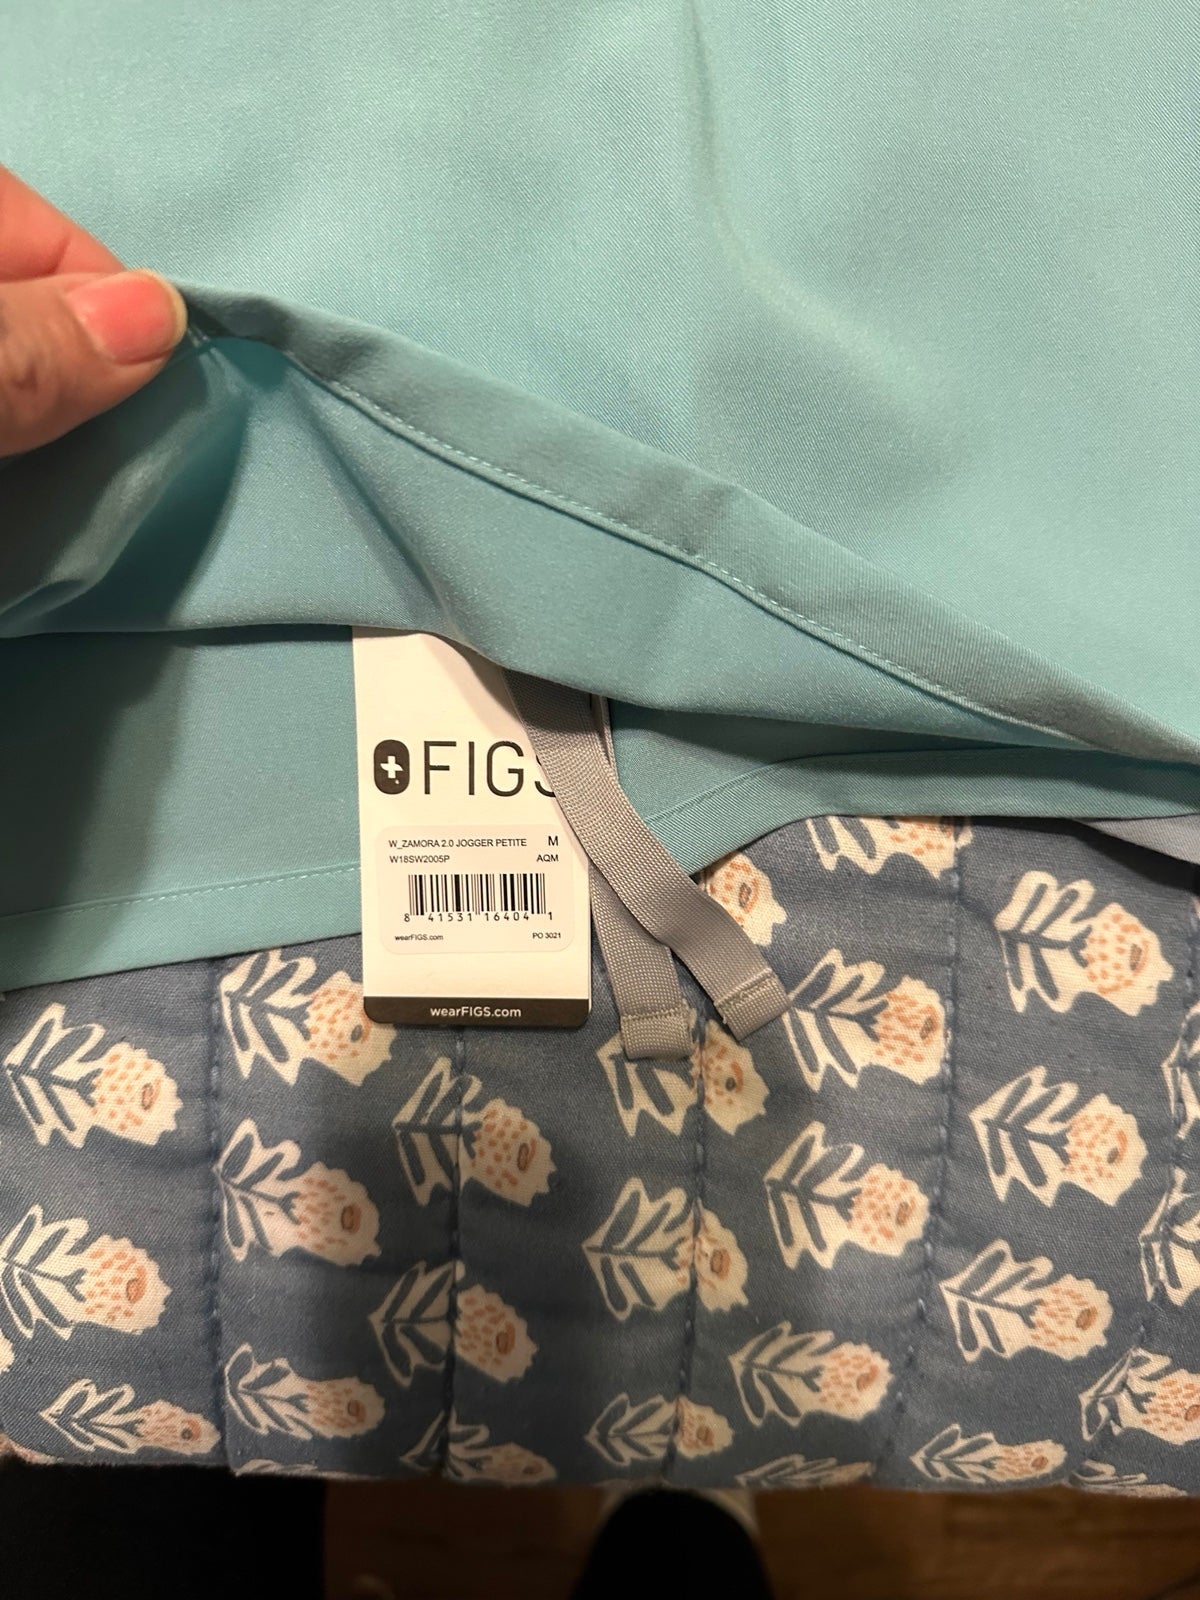 FIGS
W_ZAMORA 2.0 JOGGER PETITE M
W18SW2005P AQM
8 41531 16404 1
wearFIGS.com PO 3021
wearFIGS.com